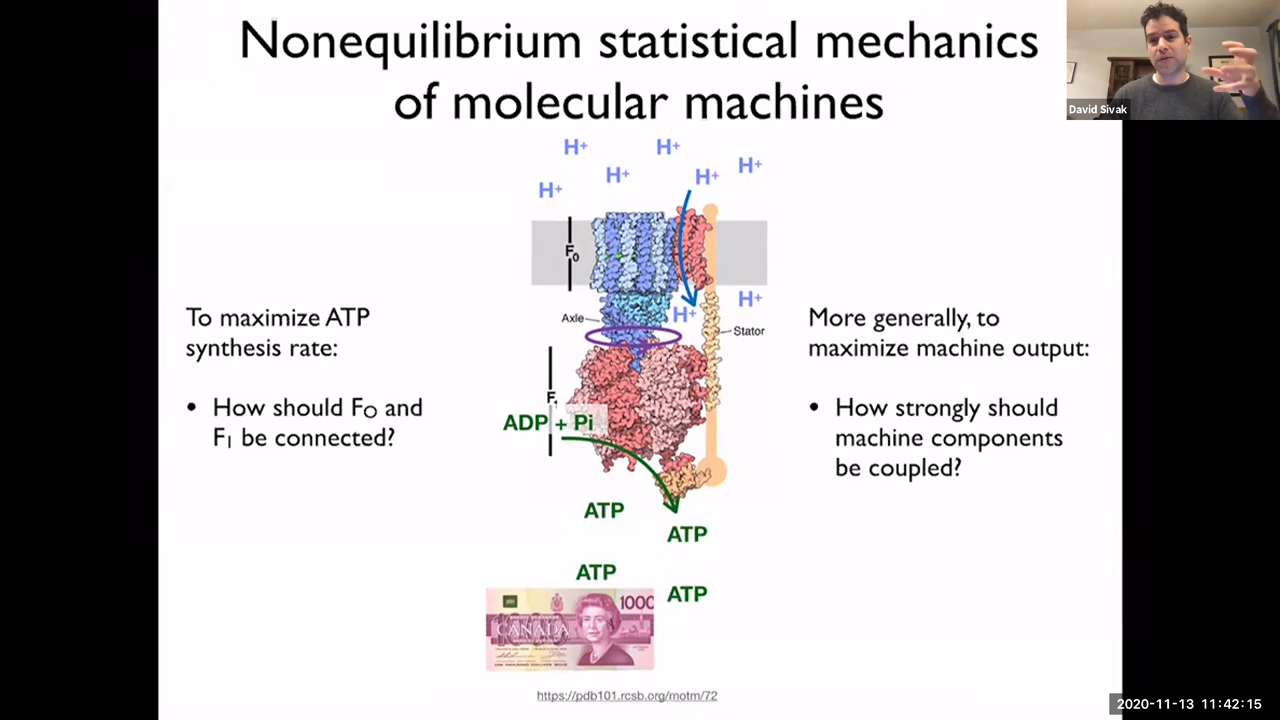 Nonequilibrium statistical mechanics
of molecular machines
David Sivak
H+ H+ H+
H+ H+
H+
F0
To maximize ATP
synthesis rate:
• How should FO and
F1 be connected?
Axle
H+
H+
Stator
F1
ADP + Pi
ATP
ATP
ATP
ATP
1000
CANADA
https://pdb101.rcsb.org/motm/72
More generally, to
maximize machine output:
• How strongly should
machine components
be coupled?
2020-11-13 11:42:15